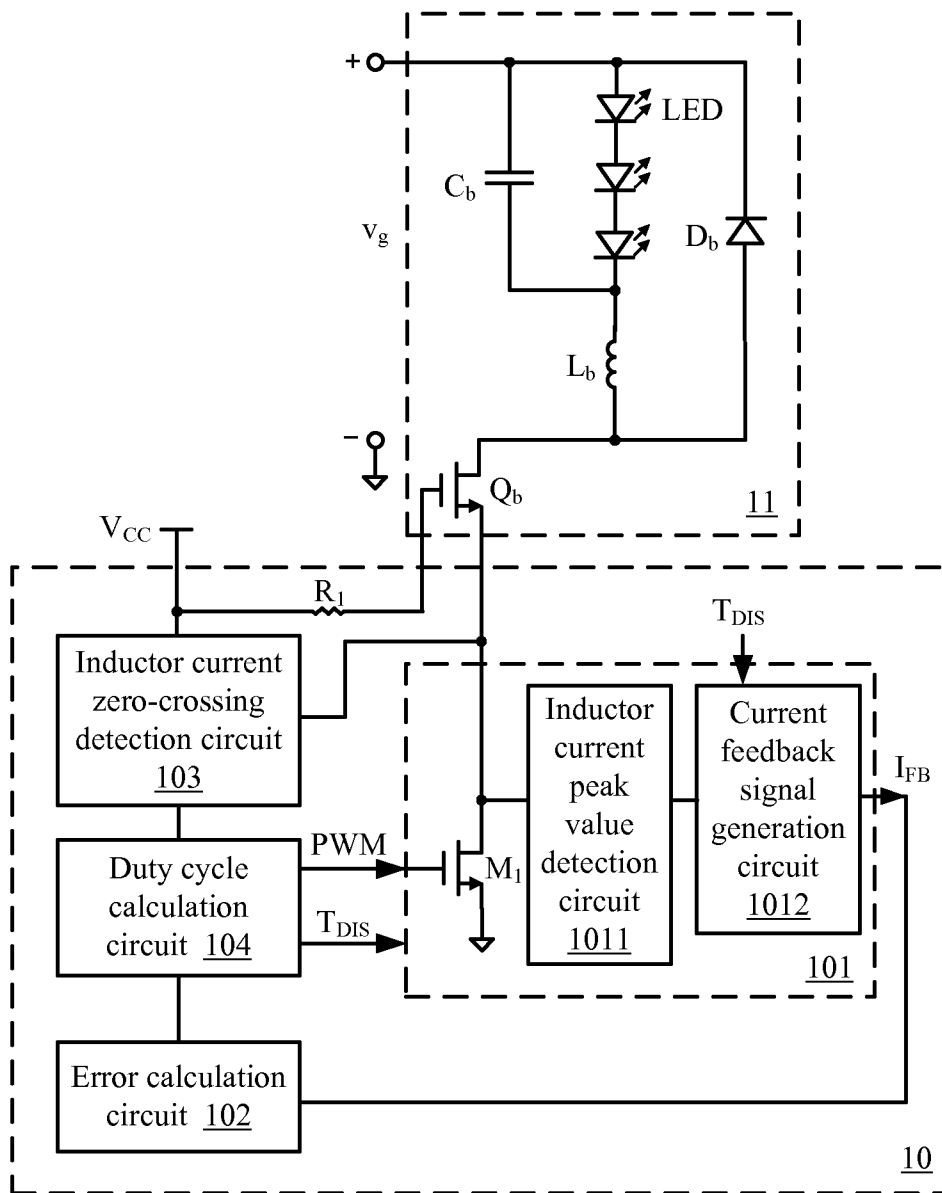 +
LED
C_b
v_g
D_b
L_b
−
Q_b
11
V_CC
R_1
T_DIS
Inductor current
zero-crossing
detection circuit
103
Inductor
current
peak
value
detection
circuit
1011
Current
feedback
signal
generation
circuit
1012
I_FB
PWM
M_1
Duty cycle
calculation
circuit 104
T_DIS
101
Error calculation
circuit 102
10